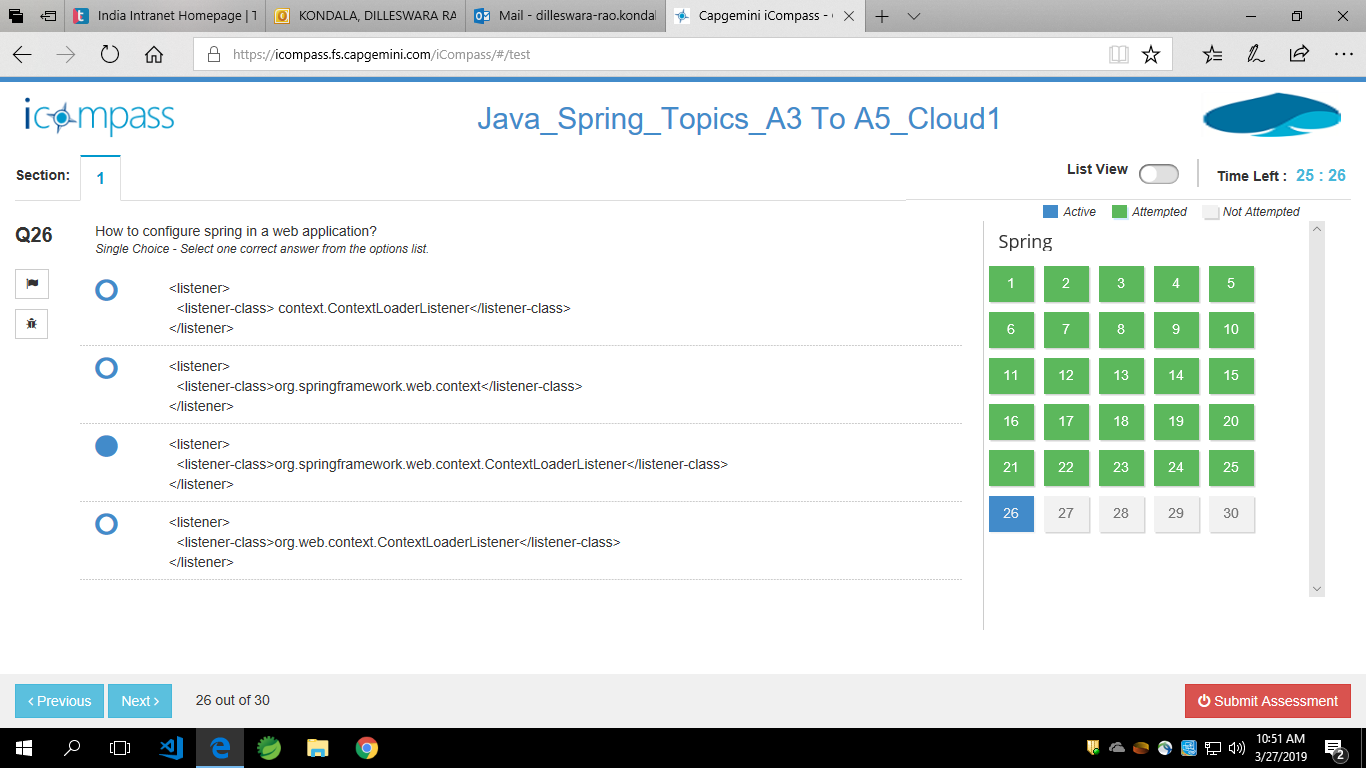 India Intranet Homepage | T
KONDALA, DILLESWARA RA
Mail - dilleswara-rao.kondal
Capgemini iCompass -
https://icompass.fs.capgemini.com/iCompass/#/test
icompass
Java_Spring_Topics_A3 To A5_Cloud1
Section:
1
List View
Time Left : 25 : 26
Active Attempted Not Attempted
Q26
How to configure spring in a web application?
Single Choice - Select one correct answer from the options list.
<listener>
<listener-class> context.ContextLoaderListener</listener-class>
</listener>
<listener>
<listener-class>org.springframework.web.context</listener-class>
</listener>
<listener>
<listener-class>org.springframework.web.context.ContextLoaderListener</listener-class>
</listener>
<listener>
<listener-class>org.web.context.ContextLoaderListener</listener-class>
</listener>
Spring
1 2 3 4 5
6 7 8 9 10
11 12 13 14 15
16 17 18 19 20
21 22 23 24 25
26 27 28 29 30
< Previous
Next >
26 out of 30
Submit Assessment
10:51 AM
3/27/2019
2